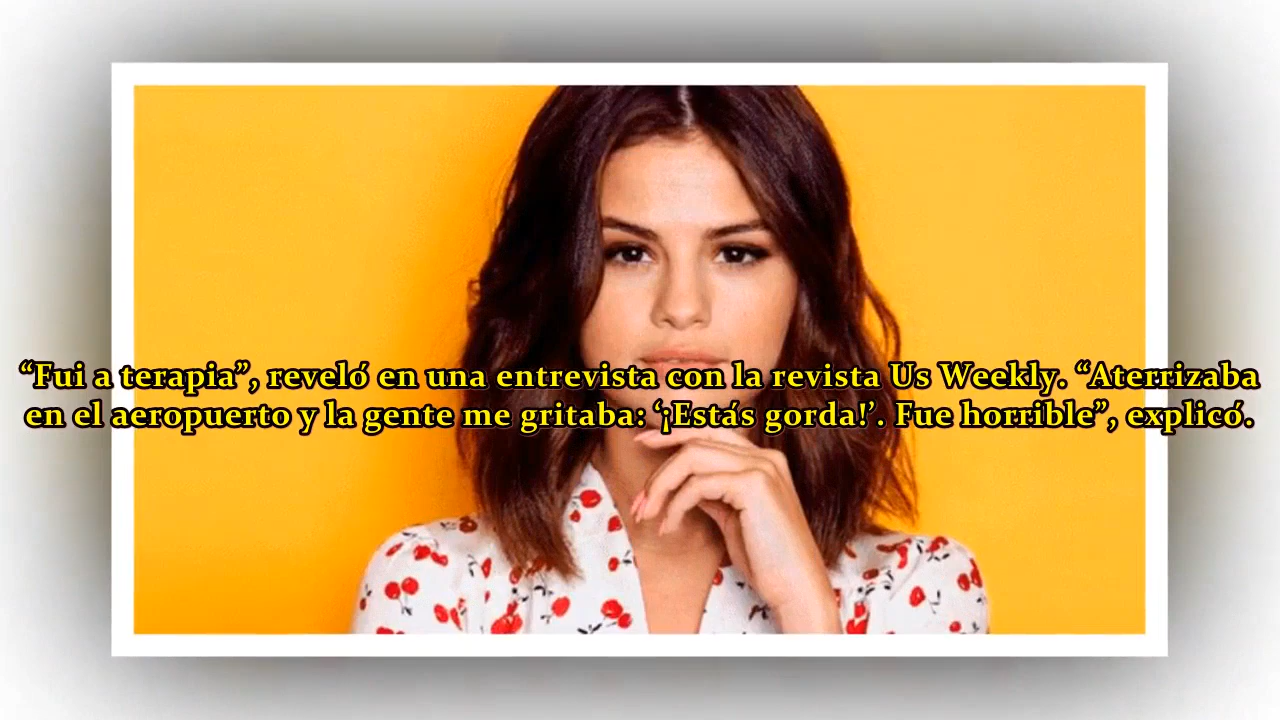 “Fui a terapia”, reveló en una entrevista con la revista Us Weekly. “Aterrizaba
en el aeropuerto y la gente me gritaba: ‘¡Estás gorda!’. Fue horrible”, explicó.